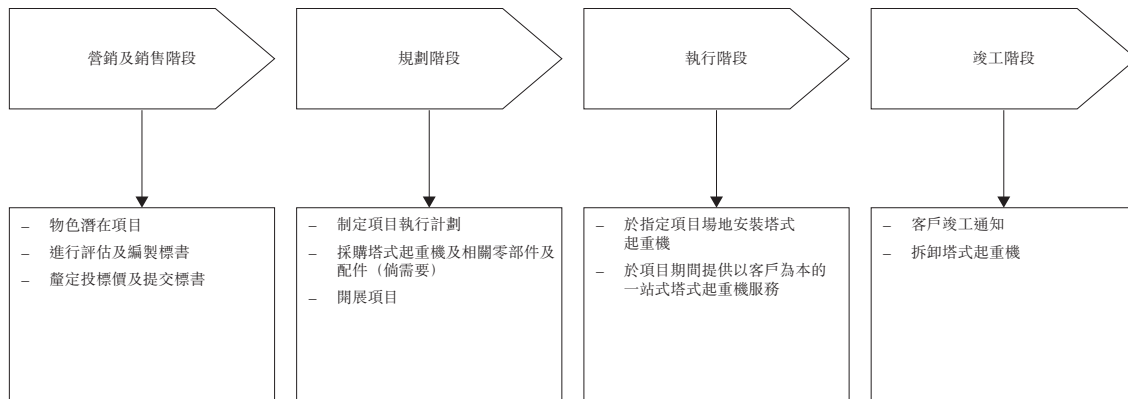 營銷及銷售階段
規劃階段
執行階段
竣工階段
– 物色潛在項目
– 進行評估及編製標書
– 釐定投標價及提交標書
– 制定項目執行計劃
– 採購塔式起重機及相關零部件及
配件（倘需要）
– 開展項目
– 於指定項目場地安裝塔式
起重機
– 於項目期間提供以客戶為本的
一站式塔式起重機服務
– 客戶竣工通知
– 拆卸塔式起重機